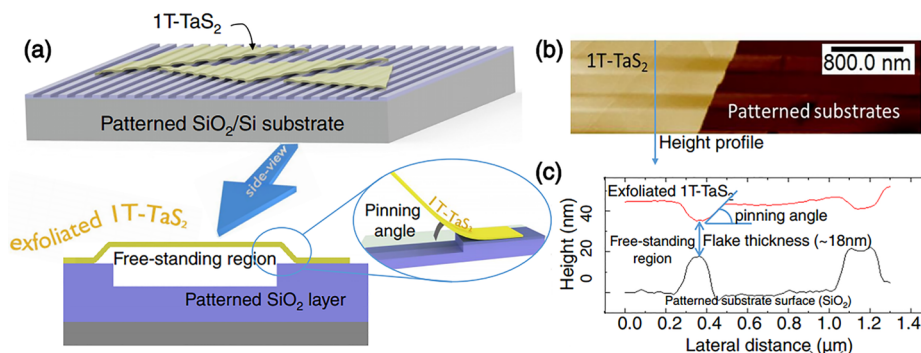 (a)
1T-TaS₂
Patterned SiO₂/Si substrate
side-view
exfoliated 1T-TaS₂
Free-standing region
Patterned SiO₂ layer
Pinning
angle
1T-TaS₂
(b)
1T-TaS₂
800.0 nm
Patterned substrates
Height profile
(c)
Exfoliated 1T-TaS₂
pinning angle
Free-standing
region
Flake thickness (~18nm)
Patterned substrate surface (SiO₂)
Height (nm)
40
20
0
0.0 0.2 0.4 0.6 0.8 1.0 1.2 1.4
Lateral distance (μm)